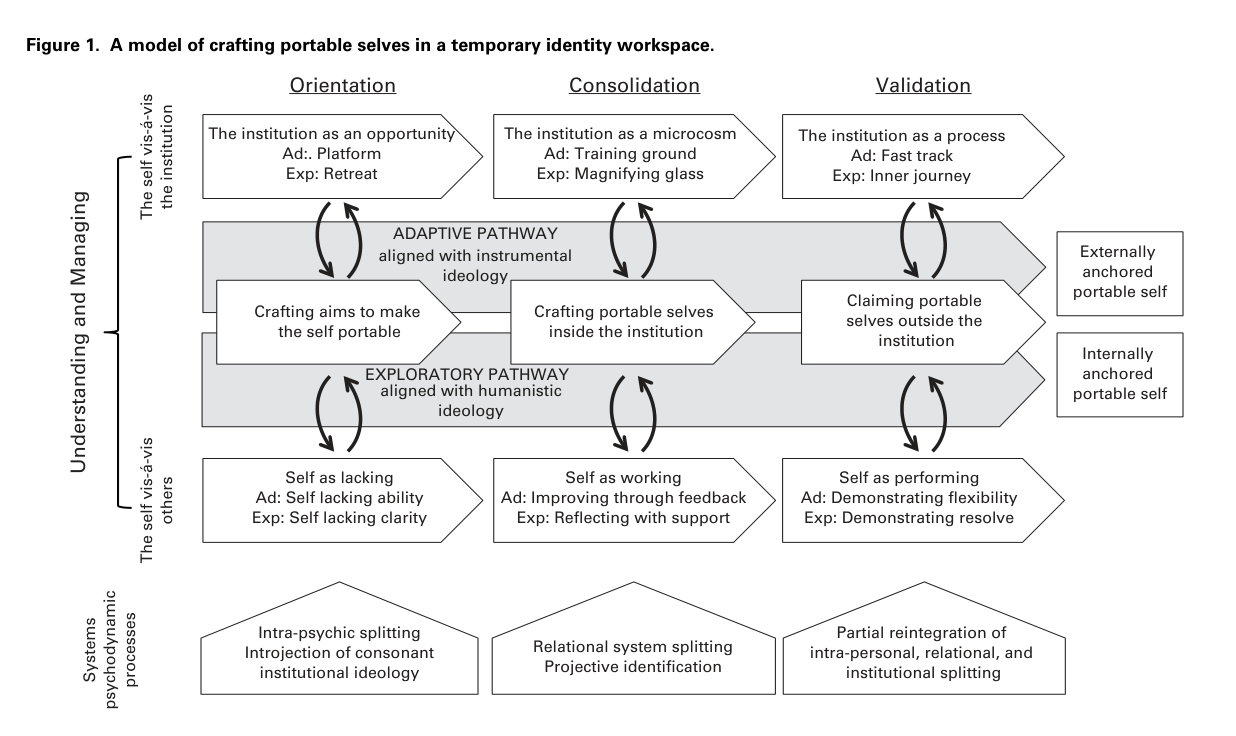 Figure 1. A model of crafting portable selves in a temporary identity workspace.
Orientation
Consolidation
Validation
Understanding and Managing
The self vis-á-vis
the institution
The institution as an opportunity
Ad:. Platform
Exp: Retreat
The institution as a microcosm
Ad: Training ground
Exp: Magnifying glass
The institution as a process
Ad: Fast track
Exp: Inner journey
ADAPTIVE PATHWAY
aligned with instrumental
ideology
Crafting aims to make
the self portable
Crafting portable selves
inside the institution
Claiming portable
selves outside the
institution
Externally
anchored
portable self
Internally
anchored
portable self
EXPLORATORY PATHWAY
aligned with humanistic
ideology
The self vis-á-vis
others
Self as lacking
Ad: Self lacking ability
Exp: Self lacking clarity
Self as working
Ad: Improving through feedback
Exp: Reflecting with support
Self as performing
Ad: Demonstrating flexibility
Exp: Demonstrating resolve
Systems
psychodynamic
processes
Intra-psychic splitting
Introjection of consonant
institutional ideology
Relational system splitting
Projective identification
Partial reintegration of
intra-personal, relational, and
institutional splitting